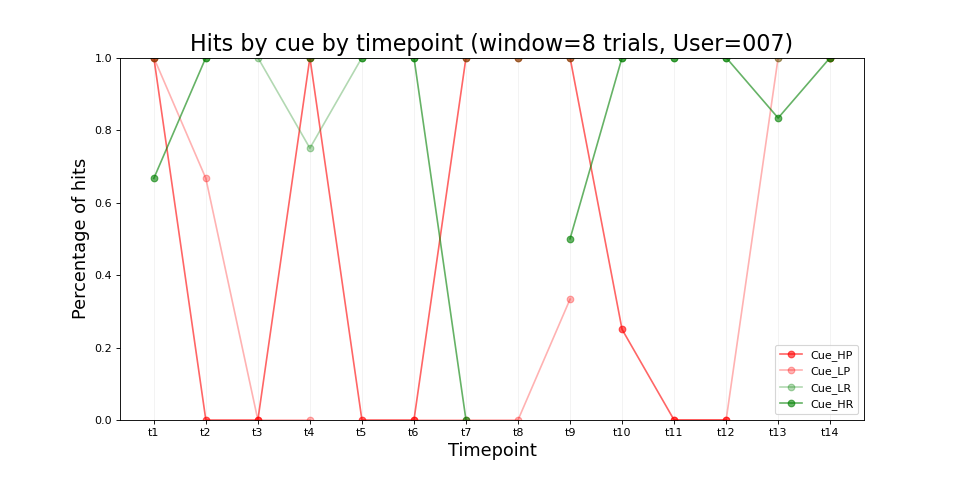 Hits by cue by timepoint (window=8 trials, User=007)
Percentage of hits
1.0
0.8
0.6
0.4
0.2
0.0
Cue_HP
Cue_LP
Cue_LR
Cue_HR
t1 t2 t3 t4 t5 t6 t7 t8 t9 t10 t11 t12 t13 t14
Timepoint